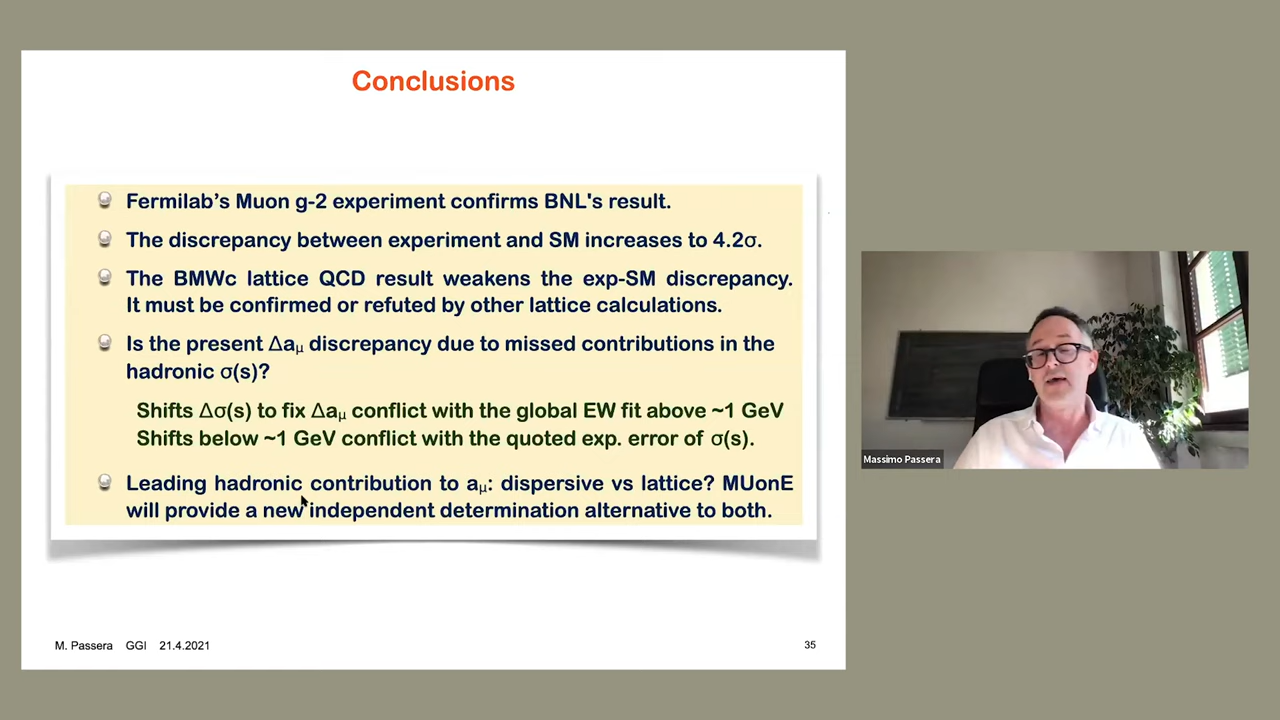 Conclusions
Fermilab's Muon g-2 experiment confirms BNL's result.
The discrepancy between experiment and SM increases to 4.2σ.
The BMWc lattice QCD result weakens the exp-SM discrepancy.
It must be confirmed or refuted by other lattice calculations.
Is the present Δaμ discrepancy due to missed contributions in the
hadronic σ(s)?
Shifts Δσ(s) to fix Δaμ conflict with the global EW fit above ~1 GeV
Shifts below ~1 GeV conflict with the quoted exp. error of σ(s).
Leading hadronic contribution to aμ: dispersive vs lattice? MUonE
will provide a new independent determination alternative to both.
M. Passera GGI 21.4.2021
35
Massimo Passera